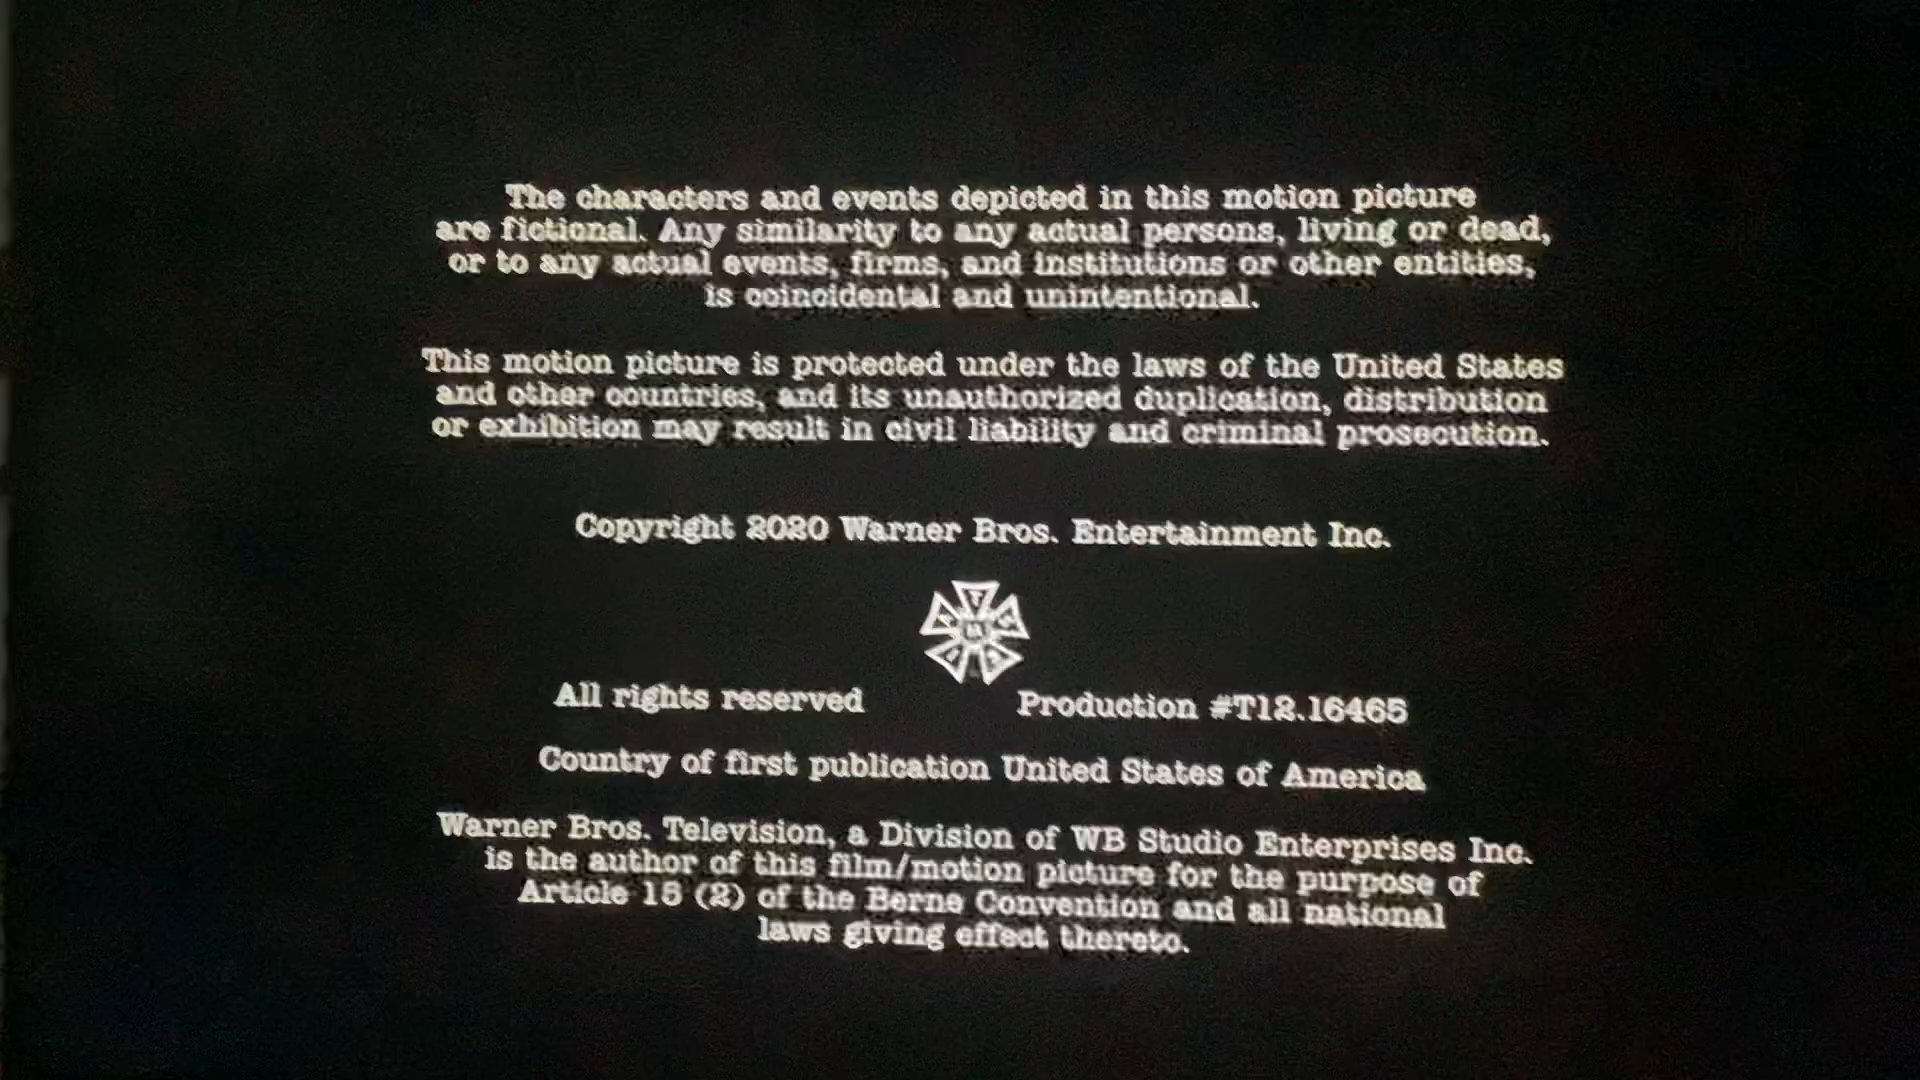 The characters and events depicted in this motion picture
are fictional. Any similarity to any actual persons, living or dead,
or to any actual events, firms, and institutions or other entities,
is coincidental and unintentional.
This motion picture is protected under the laws of the United States
and other countries, and its unauthorized duplication, distribution
or exhibition may result in civil liability and criminal prosecution.
Copyright 2020 Warner Bros. Entertainment Inc.
All rights reserved Production #T12.16465
Country of first publication United States of America
Warner Bros. Television, a Division of WB Studio Enterprises Inc.
is the author of this film/motion picture for the purpose of
Article 15 (2) of the Berne Convention and all national
laws giving effect thereto.